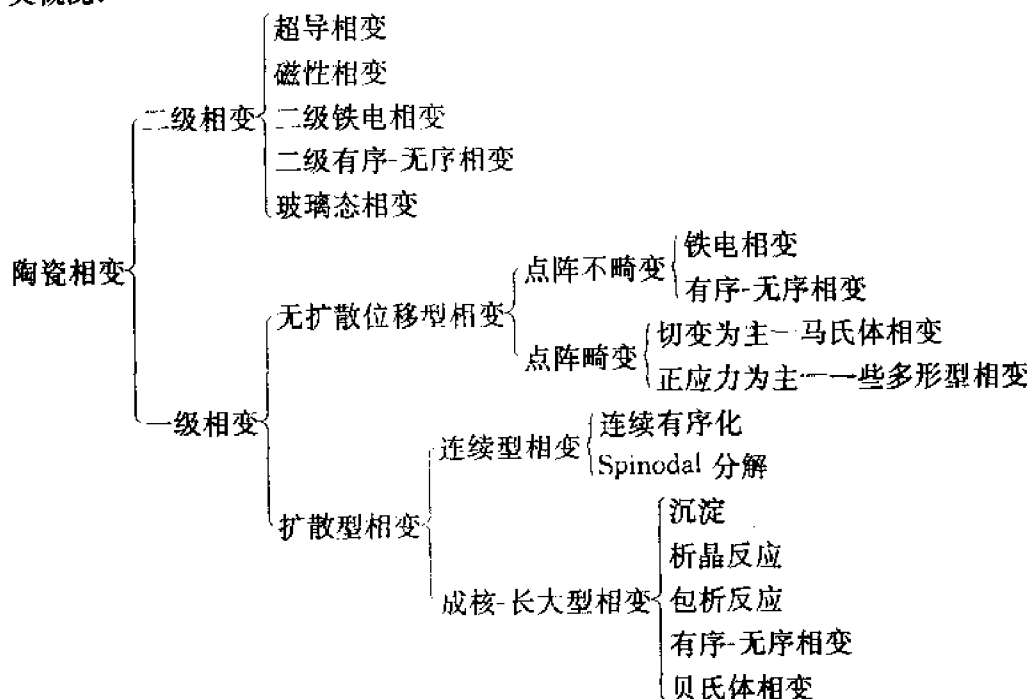 超导相变
磁性相变
二级相变
二级铁电相变
二级有序-无序相变
玻璃态相变
陶瓷相变
铁电相变
点阵不畸变
有序-无序相变
无扩散位移型相变
切变为主—马氏体相变
点阵畸变
正应力为主—一些多形型相变
一级相变
连续有序化
连续型相变
Spinodal 分解
扩散型相变
沉淀
析晶反应
成核-长大型相变
包析反应
有序-无序相变
贝氏体相变